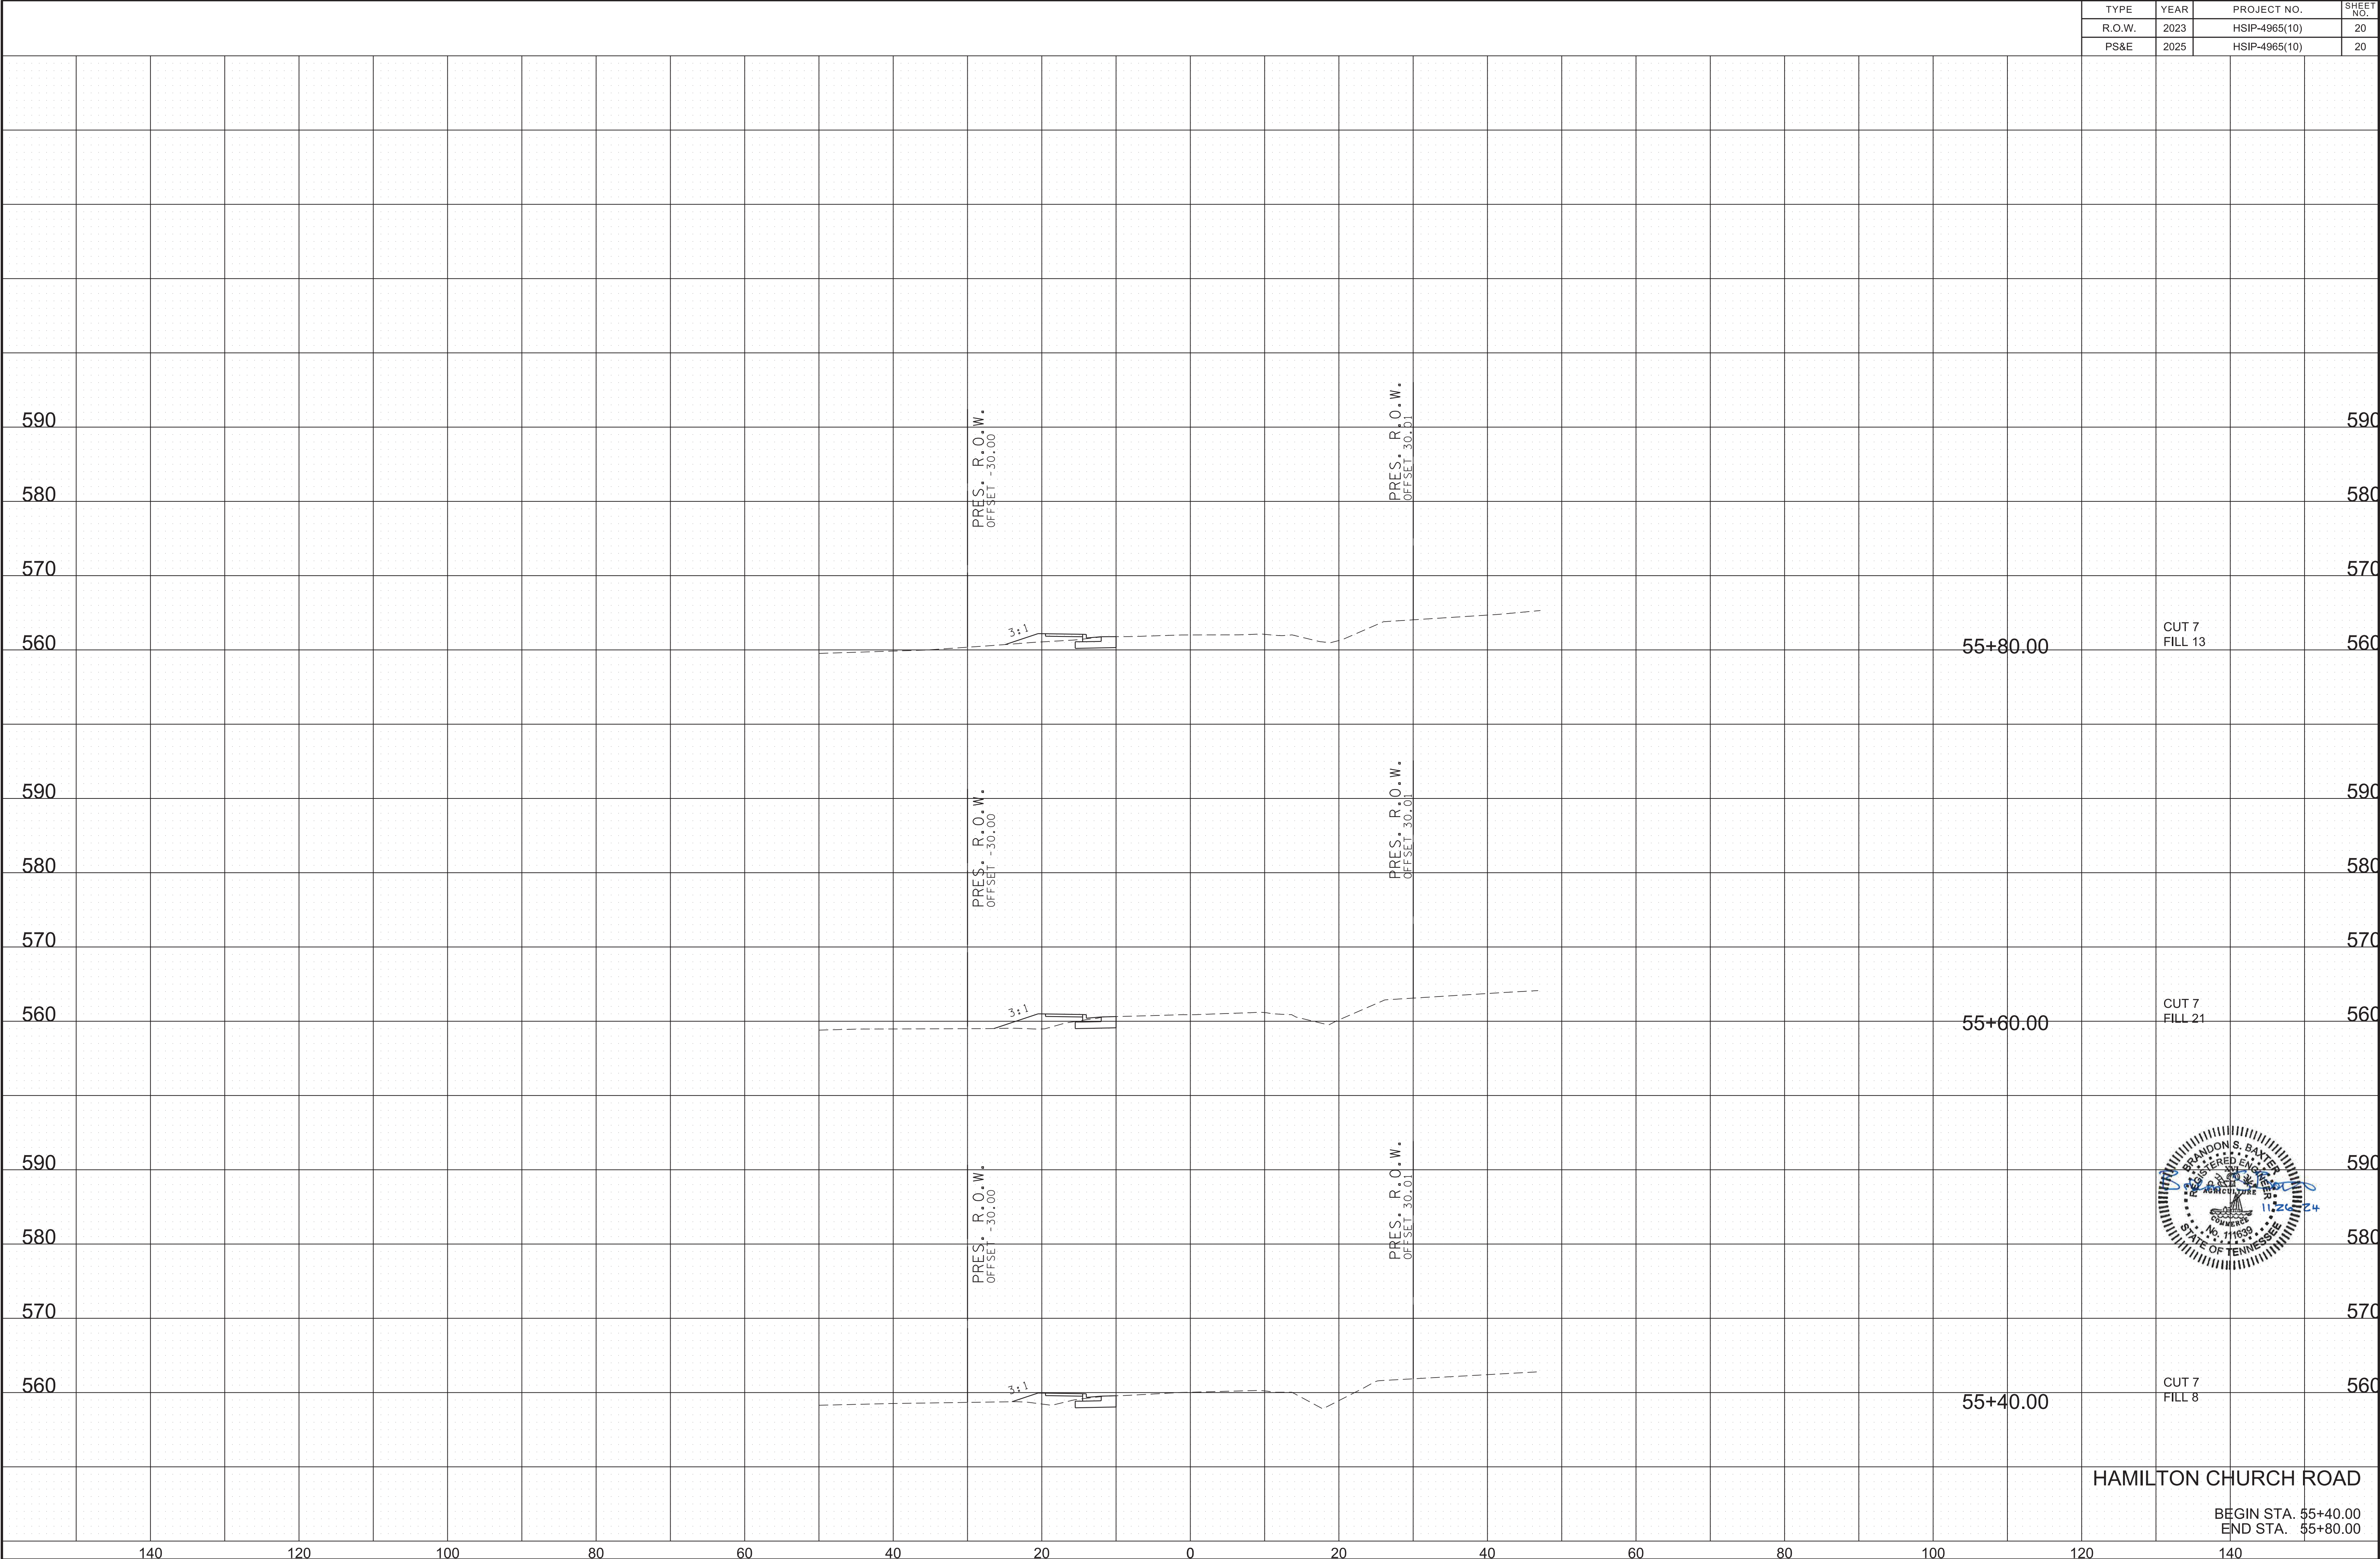 TYPE YEAR PROJECT NO. SHEET NO.
R.O.W. 2023 HSIP-4965(10) 20
PS&E 2025 HSIP-4965(10) 20
590 590
PRES. R.O.W.
OFFSET -30.00
PRES. R.O.W.
OFFSET 30.01
580 580
570 570
3:1
560 55+80.00 560
CUT 7
FILL 13
590 590
PRES. R.O.W.
OFFSET -30.00
PRES. R.O.W.
OFFSET 30.01
580 580
570 570
3:1
560 55+60.00 560
CUT 7
FILL 21
590 590
PRES. R.O.W.
OFFSET -30.00
PRES. R.O.W.
OFFSET 30.01
BRANDON S. BAXTER
REGISTERED ENGINEER
AGRICULTURE
COMMERCE
No. 111639
STATE OF TENNESSEE
11-26-24
580 580
570 570
3:1
560 55+40.00 560
CUT 7
FILL 8
HAMILTON CHURCH ROAD
BEGIN STA. 55+40.00
END STA. 55+80.00
140 120 100 80 60 40 20 0 20 40 60 80 100 120 140